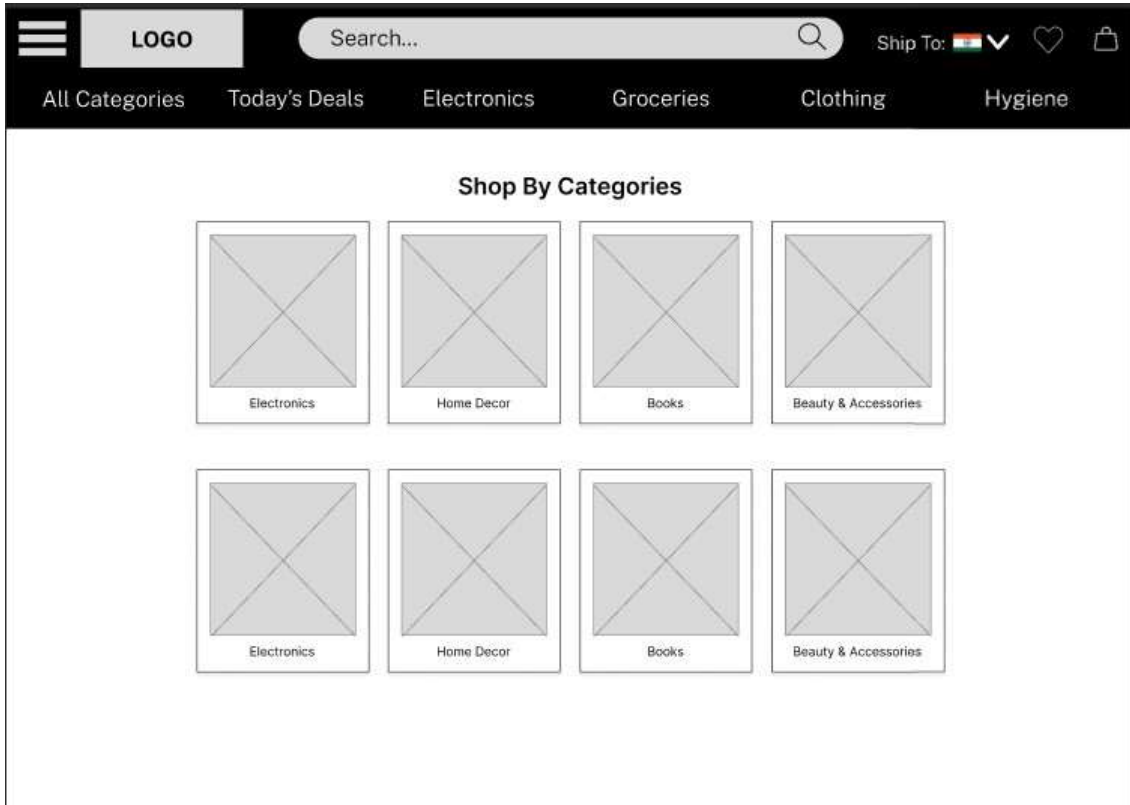 LOGO
Search...
Ship To:
All Categories Today's Deals Electronics Groceries Clothing Hygiene
Shop By Categories
Electronics Home Decor Books Beauty & Accessories
Electronics Home Decor Books Beauty & Accessories